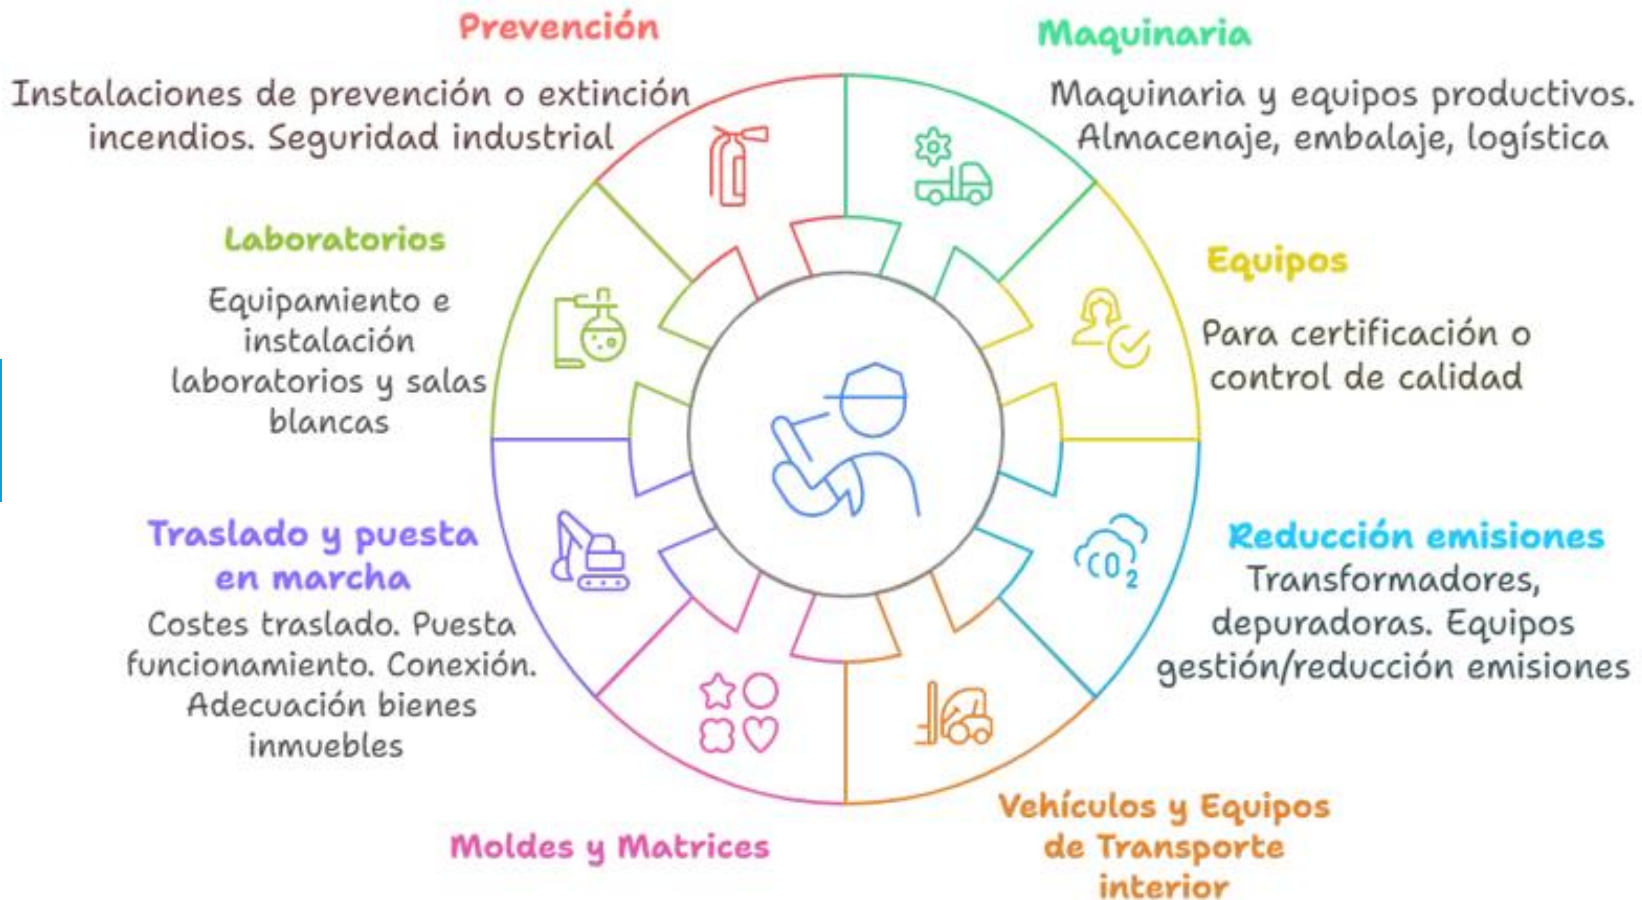 Prevención
Instalaciones de prevención o extinción
incendios. Seguridad industrial
Maquinaria
Maquinaria y equipos productivos.
Almacenaje, embalaje, logística
Equipos
Para certificación o
control de calidad
Reducción emisiones
Transformadores,
depuradoras. Equipos
gestión/reducción emisiones
CO2
Vehículos y Equipos
de Transporte
interior
Moldes y Matrices
Traslado y puesta
en marcha
Costes traslado. Puesta
funcionamiento. Conexión.
Adecuación bienes
inmuebles
Laboratorios
Equipamiento e
instalación
laboratorios y salas
blancas